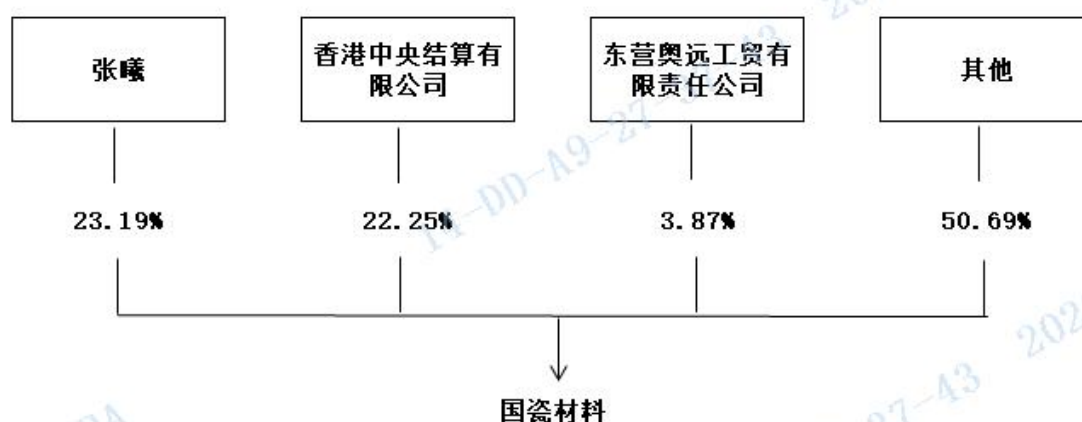 张曦
香港中央结算有
限公司
东营奥远工贸有
限责任公司
其他
23.19%
22.25%
3.87%
50.69%
国瓷材料